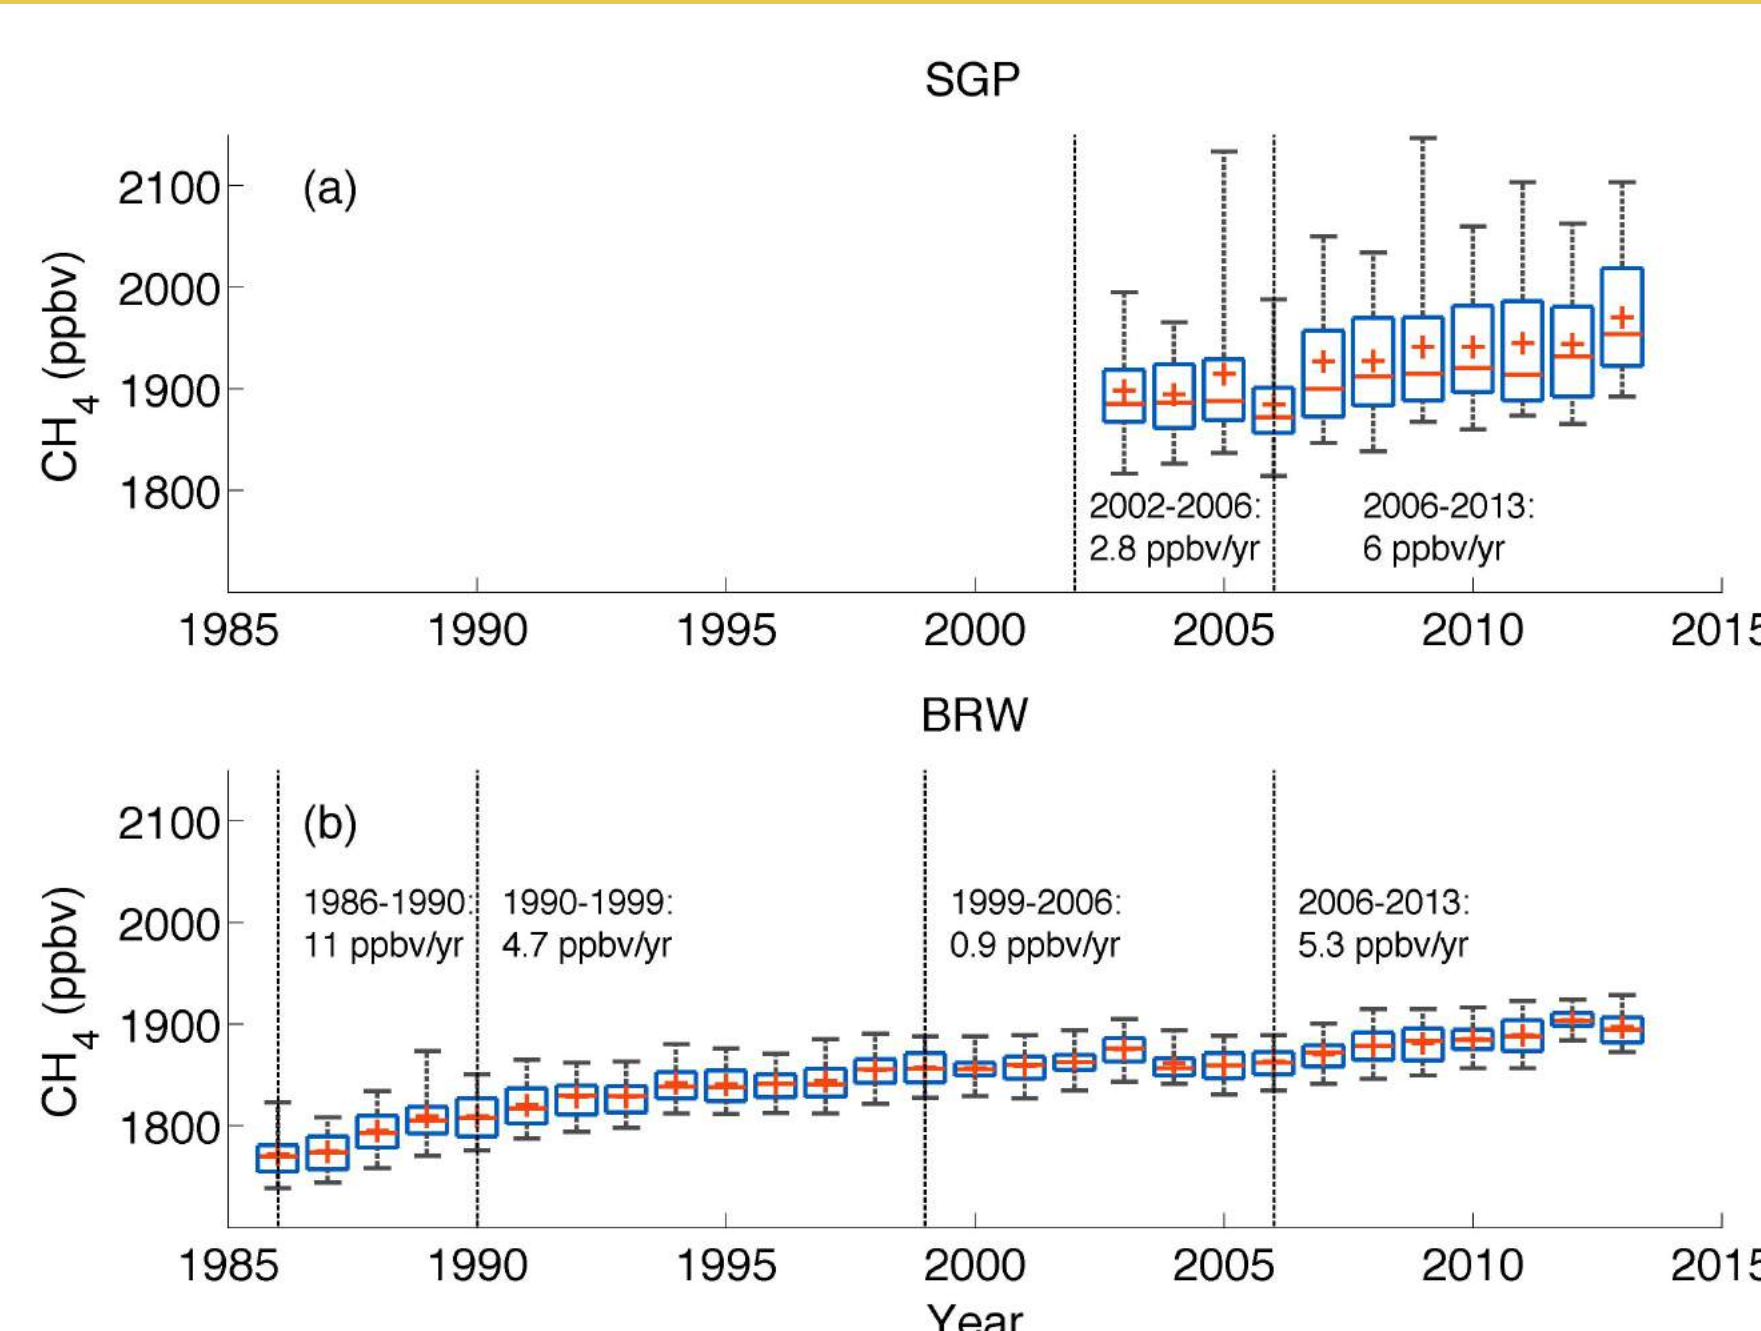 SGP
(a)
2100
2000
1900
1800
CH4 (ppbv)
2002-2006:
2.8 ppbv/yr
2006-2013:
6 ppbv/yr
1985 1990 1995 2000 2005 2010 2015
BRW
(b)
2100
2000
1900
1800
CH4 (ppbv)
1986-1990:
11 ppbv/yr
1990-1999:
4.7 ppbv/yr
1999-2006:
0.9 ppbv/yr
2006-2013:
5.3 ppbv/yr
1985 1990 1995 2000 2005 2010 2015
Year